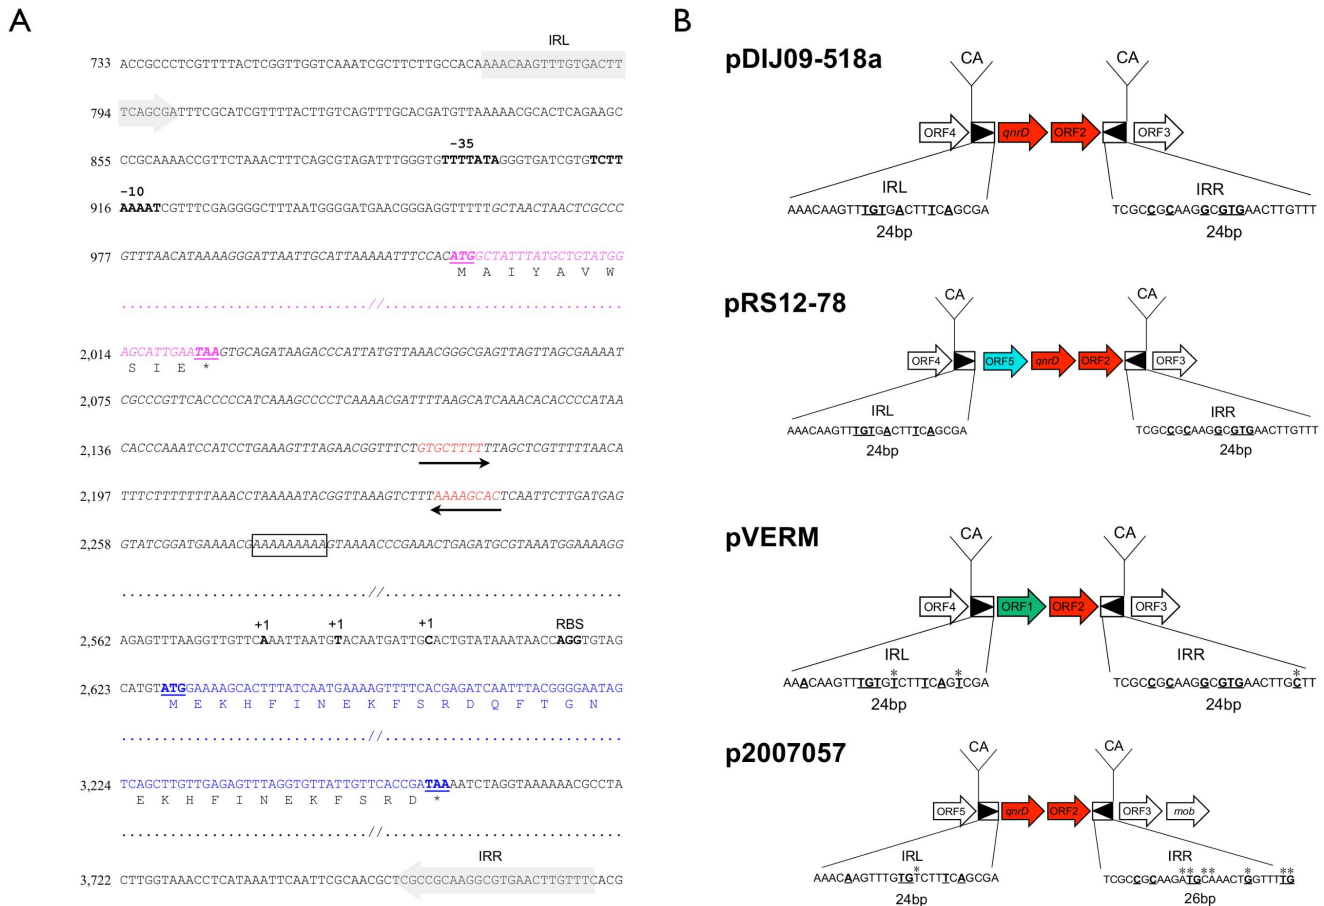 A
IRL
733 ACCGCCCTCGTTTTACTCGGTTGGTCAAATCGCTTCTTGCCACAAAACAAGTTTGTGACTT
794 TCAGCGATTTCGCATCGTTTTACTTGTCAGTTTGCACGATGTTAAAAACGCACTCAGAAGC
-35
855 CCGCAAAACCGTTCTAAACTTTCAGCGTAGATTTGGGTGTTTTATAGGGTGATCGTGTCTT
-10
916 AAAATCGTTTCGAGGGGCTTTAATGGGGATGAACGGGAGGTTTTTGCTAACTAACTCGCCC
977 GTTTAACATAAAAGGGATTAATTGCATTAAAAATTTCCACATGGCTATTTATGCTGTATGG
M A I Y A V W
..............................//..............................
2,014 AGCATTGAATAAGTGCAGATAAGACCCATTATGTTAAACGGGCGAGTTAGTTAGCGAAAAT
S I E *
2,075 CGCCCGTTCACCCCCATCAAAGCCCCTCAAAACGATTTTAAGCATCAAACACACCCCATAA
2,136 CACCCAAATCCATCCTGAAAGTTTAGAACGGTTTCTGTGCTTTTTTAGCTCGTTTTTAACA
2,197 TTTCTTTTTTTAAACCTAAAAATACGGTTAAAGTCTTTAAAAGCACTCAATTCTTGATGAG
2,258 GTATCGGATGAAAACGAAAAAAAAAGTAAAACCCGAAACTGAGATGCGTAAATGGAAAAGG
..............................//..............................
+1 +1 +1 RBS
2,562 AGAGTTTAAGGTTGTTCAAATTAATGTACAATGATTGCACTGTATAAATAACCAGGTGTAG
2,623 CATGTATGGAAAAGCACTTTATCAATGAAAAGTTTTCACGAGATCAATTTACGGGGAATAG
M E K H F I N E K F S R D Q F T G N
..............................//..............................
3,224 TCAGCTTGTTGAGAGTTTAGGTGTTATTGTTCACCGATAAAATCTAGGTAAAAAACGCCTA
E K H F I N E K F S R D *
..............................//..............................
IRR
3,722 CTTGGTAAACCTCATAAATTCAATTCGCAACGCTCGCCGCAAGGCGTGAACTTGTTTCACG
B
pDIJ09-518a
CA CA
ORF4 qnrD ORF2 ORF3
IRL IRR
AAACAAGTTTGTGACTTTCAGCGA TCGCCGCAAGGCGTGAACTTGTTT
24bp 24bp
pRS12-78
CA CA
ORF4 ORF5 qnrD ORF2 ORF3
IRL IRR
AAACAAGTTTGTGACTTTCAGCGA TCGCCGCAAGGCGTGAACTTGTTT
24bp 24bp
pVERM
CA CA
ORF4 ORF1 ORF2 ORF3
IRL IRR
* * *
AAACAAGTTTGTGTCTTTCAGTCGA TCGCCGCAAGGCGTGAACTTGCTT
24bp 24bp
p2007057
CA CA
ORF5 qnrD ORF2 ORF3 mob
IRL IRR
* ** ** * **
AAACAAGTTTGTGTCTTTCAGCGA TCGCCGCAAGATGCAAACTGGTTTTG
24bp 26bp